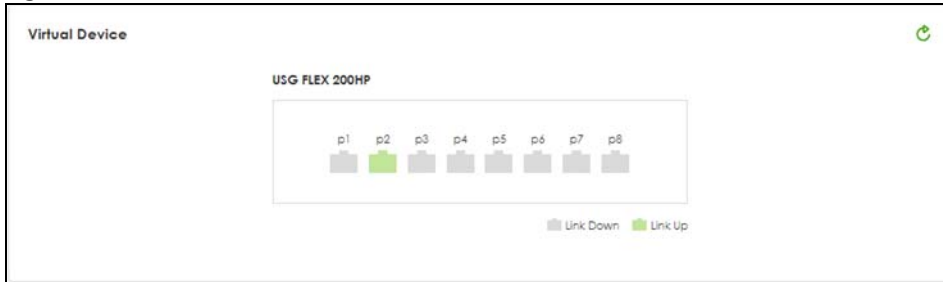 Virtual Device
USG FLEX 200HP
p1 p2 p3 p4 p5 p6 p7 p8
Link Down Link Up